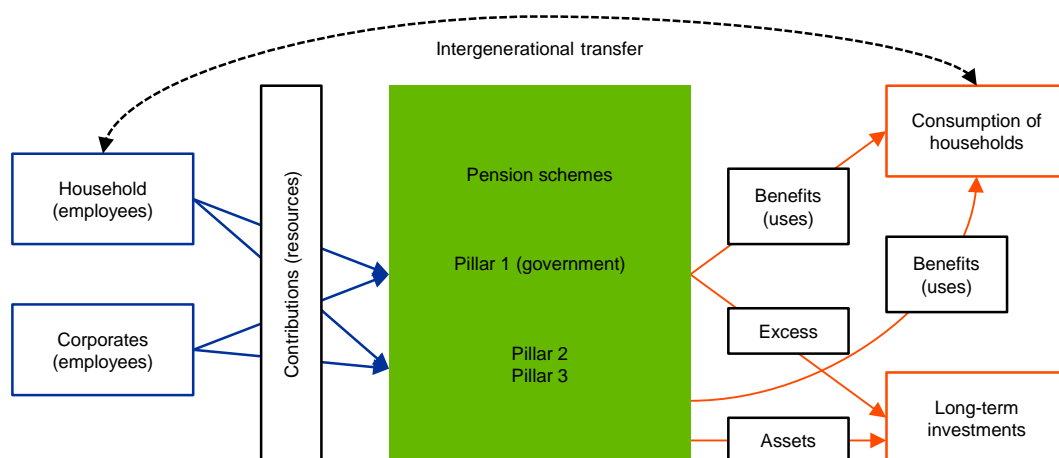 Intergenerational transfer
Household
(employees)
Corporates
(employees)
Contributions (resources)
Pension schemes
Pillar 1 (government)
Pillar 2
Pillar 3
Benefits
(uses)
Excess
Assets
Benefits
(uses)
Consumption of
households
Long-term
investments